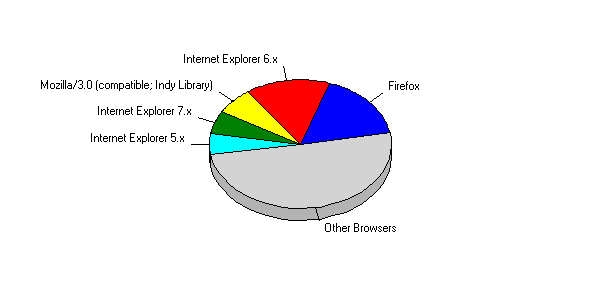 Internet Explorer 6.x
Mozilla/3.0 (compatible; Indy Library)
Firefox
Internet Explorer 7.x
Internet Explorer 5.x
Other Browsers